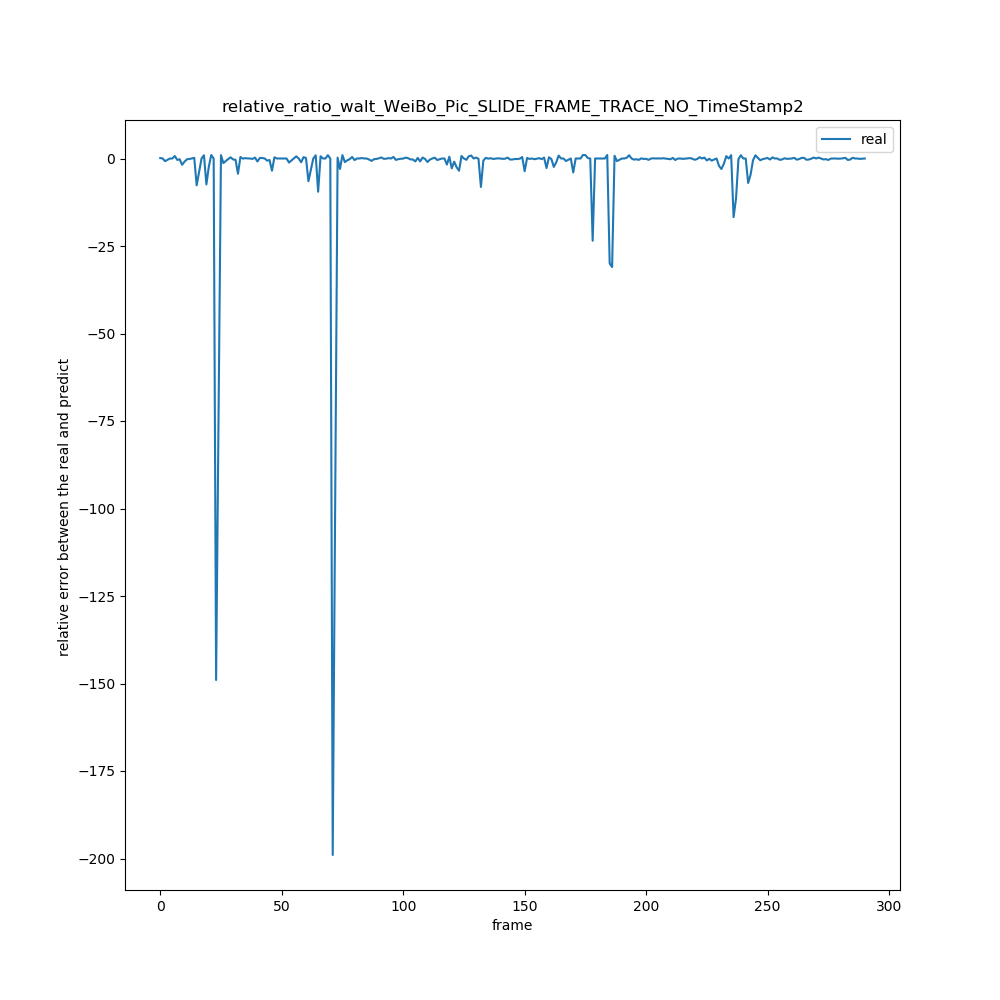 relative_ratio_walt_WeiBo_Pic_SLIDE_FRAME_TRACE_NO_TimeStamp2
real
relative error between the real and predict
0
−25
−50
−75
−100
−125
−150
−175
−200
0 50 100 150 200 250 300
frame